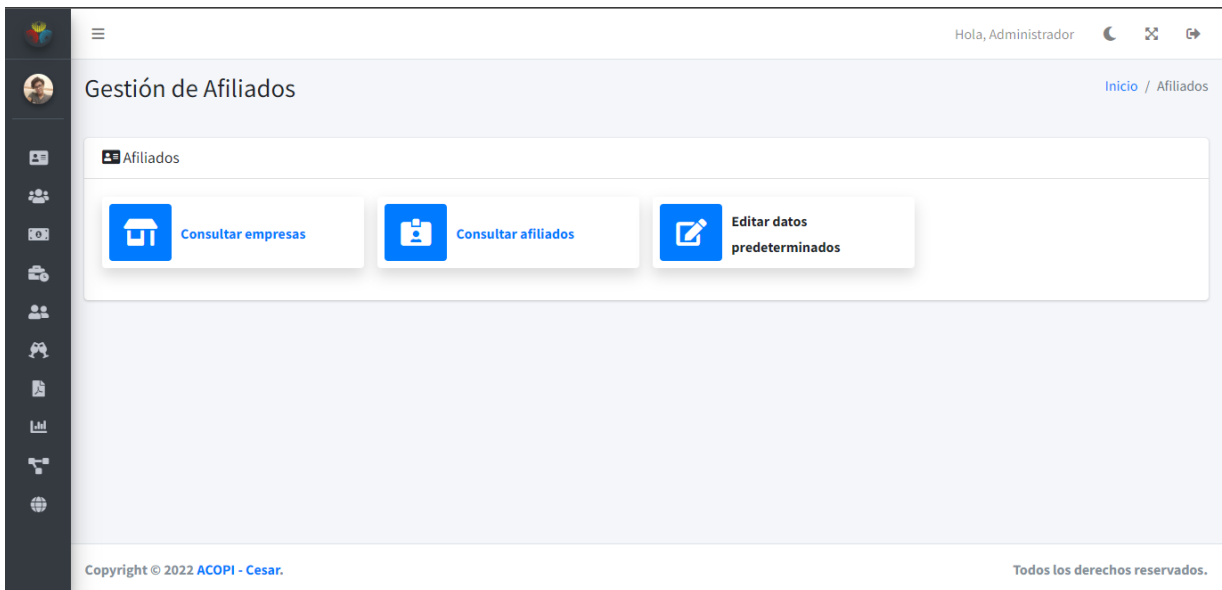 Hola, Administrador
Gestión de Afiliados
Inicio / Afiliados
Afiliados
Consultar empresas
Consultar afiliados
Editar datos
predeterminados
Copyright © 2022 ACOPI - Cesar.
Todos los derechos reservados.